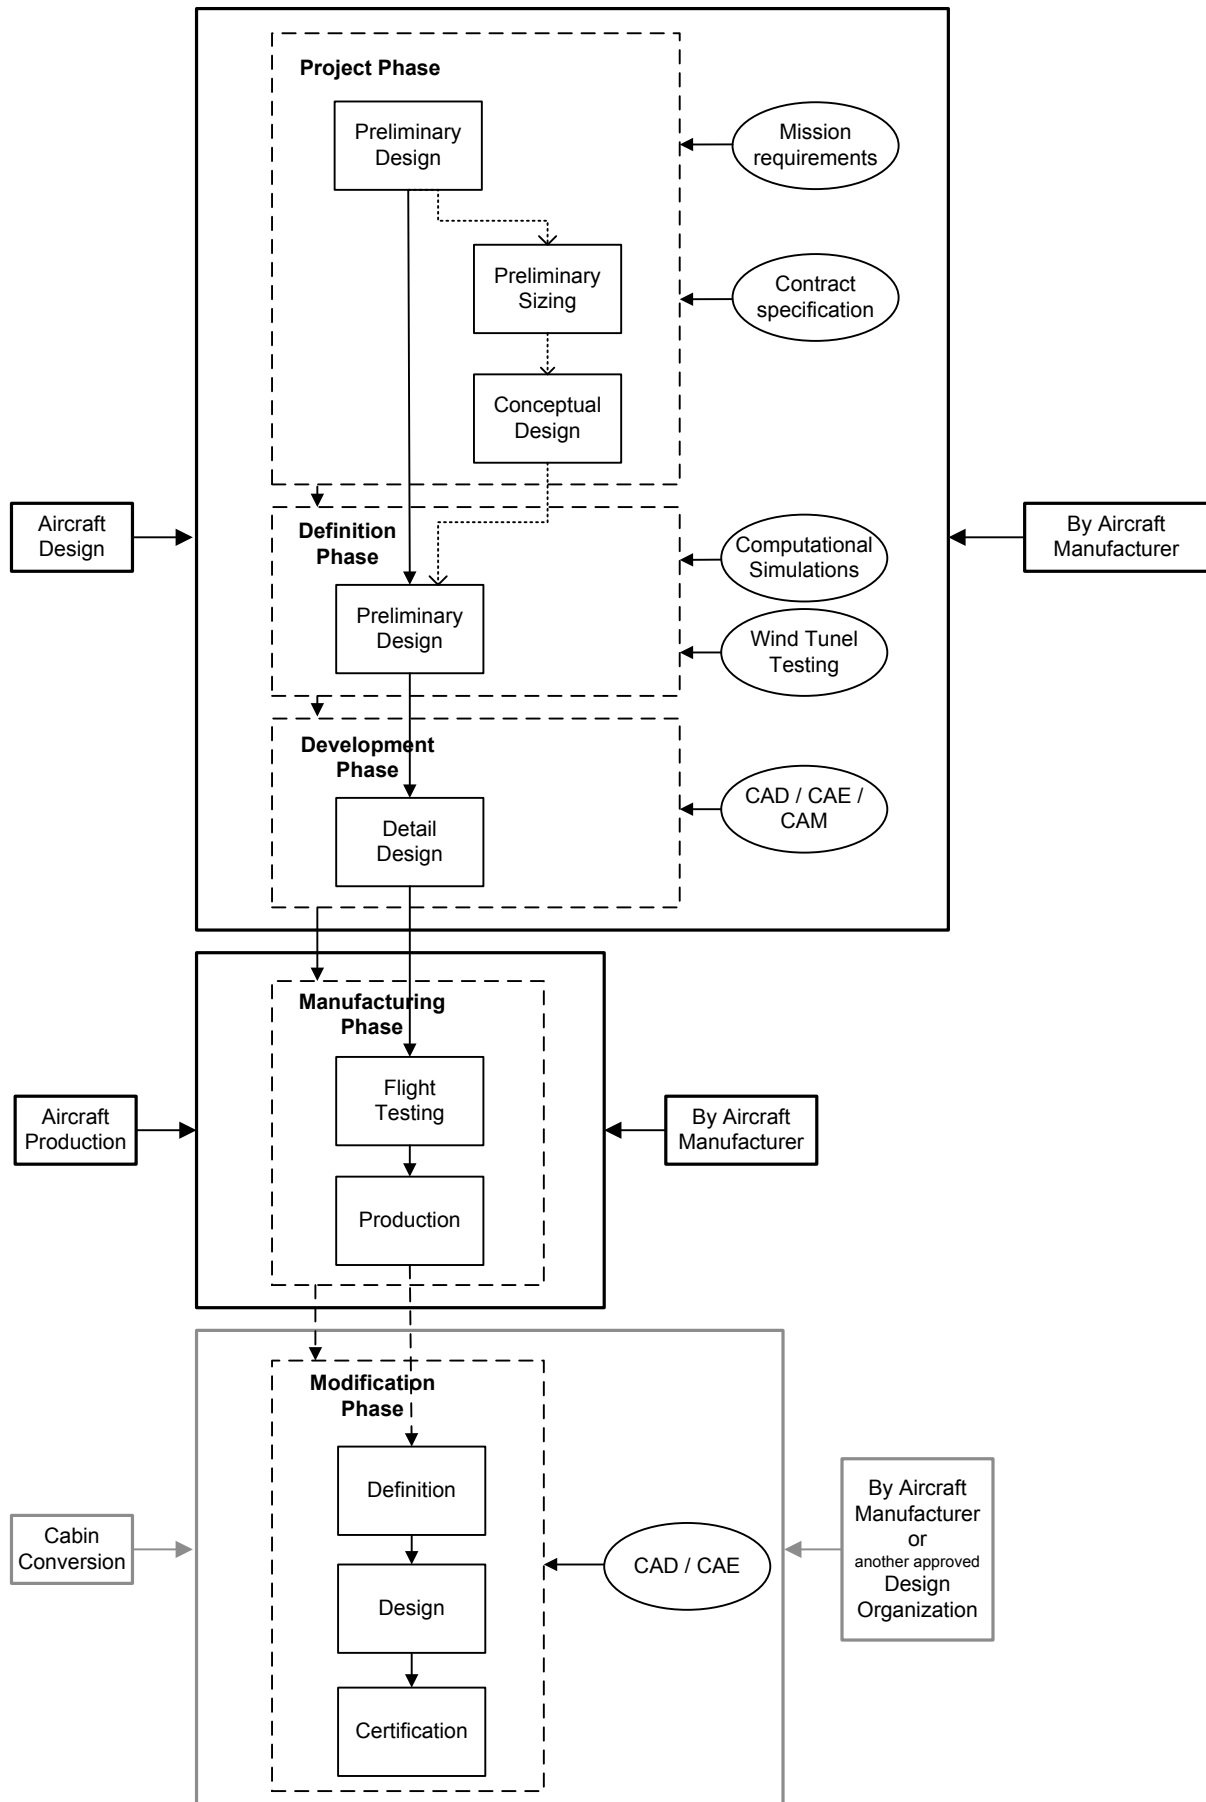 Project Phase
Preliminary
Design
Mission
requirements
Preliminary
Sizing
Contract
specification
Conceptual
Design
Aircraft
Design
Definition
Phase
Computational
Simulations
By Aircraft
Manufacturer
Preliminary
Design
Wind Tunel
Testing
Development
Phase
CAD / CAE /
CAM
Detail
Design
Manufacturing
Phase
Flight
Testing
Aircraft
Production
By Aircraft
Manufacturer
Production
Modification
Phase
Definition
By Aircraft
Manufacturer
or
another approved
Design
Organization
Cabin
Conversion
CAD / CAE
Design
Certification